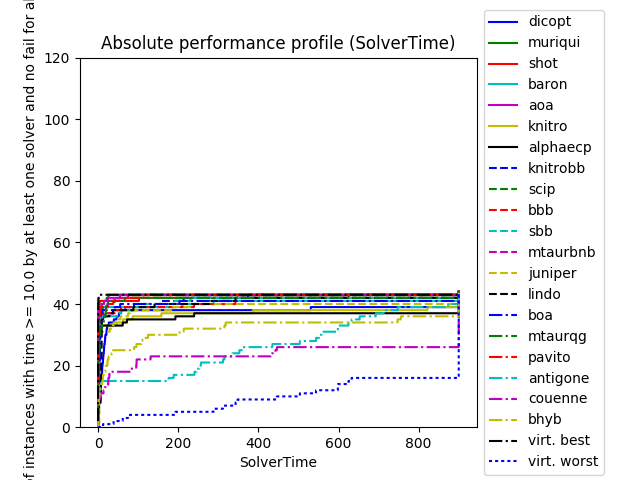 Absolute performance profile (SolverTime)
of instances with time >= 10.0 by at least one solver and no fail for
120
100
80
60
40
20
0
0 200 400 600 800
SolverTime
dicopt
muriqui
shot
baron
aoa
knitro
alphaecp
knitrobb
scip
bbb
sbb
mtaurbnb
juniper
lindo
boa
mtaurqg
pavito
antigone
couenne
bhyb
virt. best
virt. worst